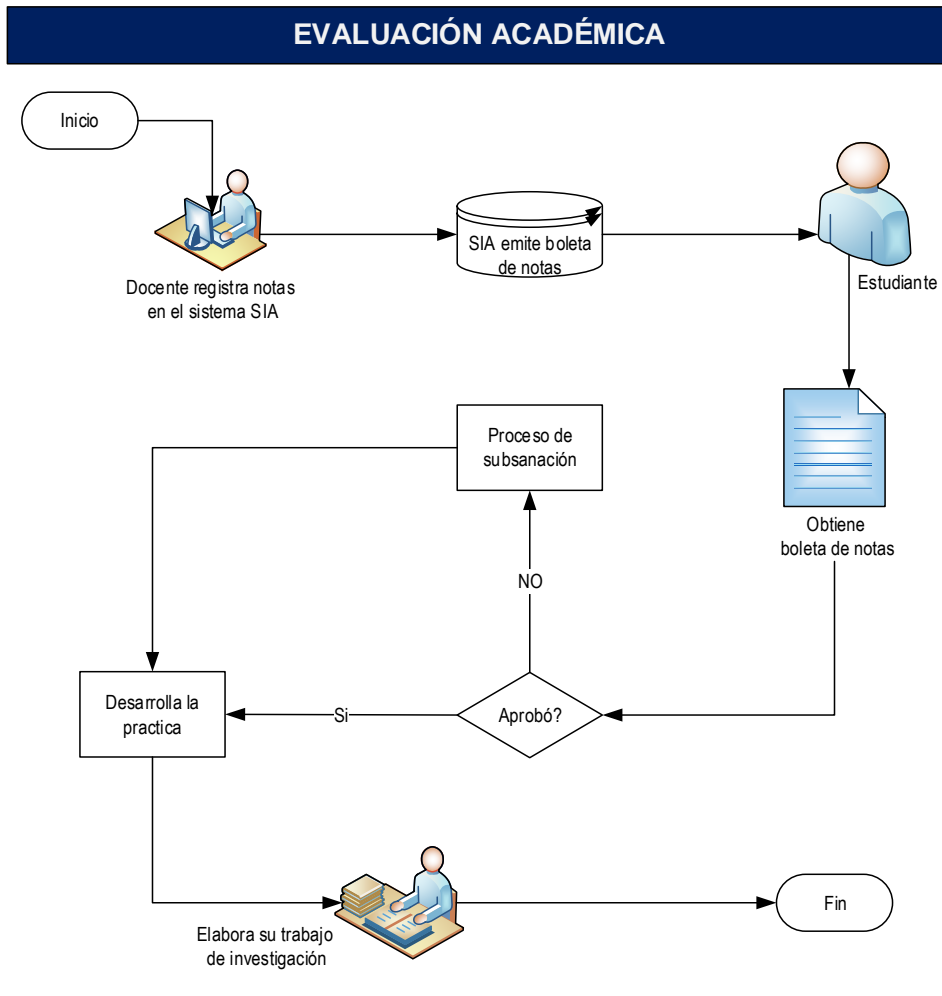 EVALUACIÓN ACADÉMICA
Inicio
Docente registra notas
en el sistema SIA
SIA emite boleta
de notas
Estudiante
Obtiene
boleta de notas
Proceso de
subsanación
NO
Aprobó?
Si
Desarrolla la
practica
Elabora su trabajo
de investigación
Fin